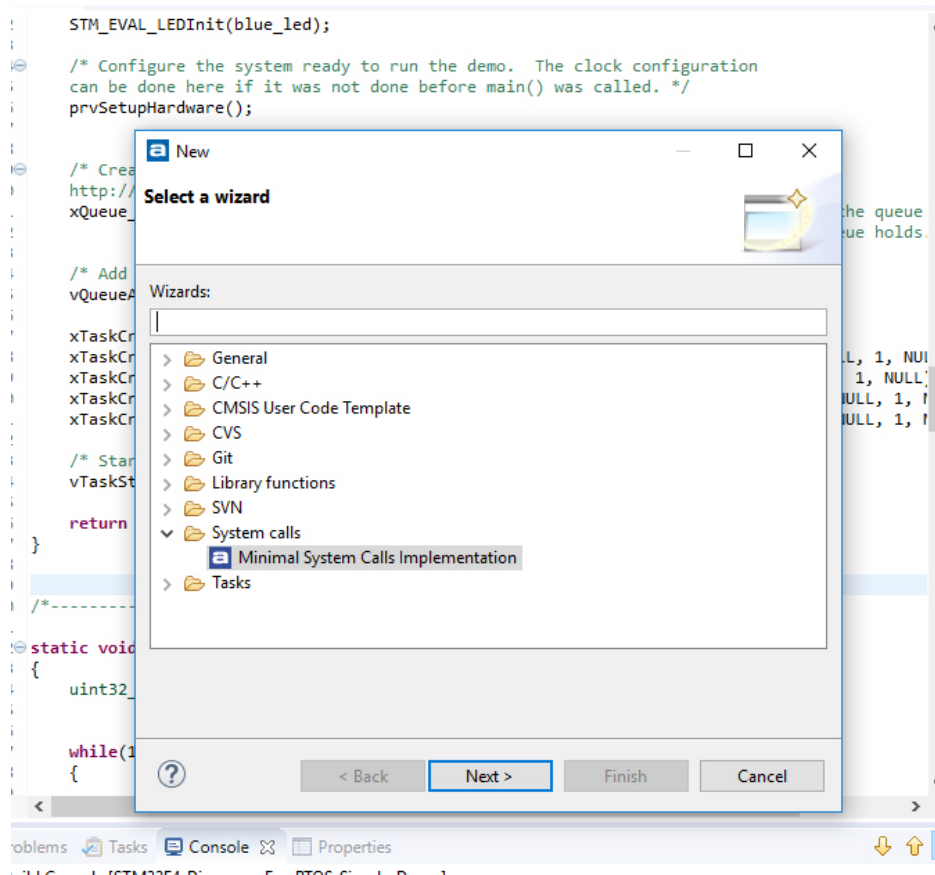 STM_EVAL_LEDInit(blue_led);
/* Configure the system ready to run the demo.  The clock configuration
can be done here if it was not done before main() was called. */
prvSetupHardware();
New
/* Crea
http://
Select a wizard
xQueue_
the queue
ue holds.
/* Add
vQueueA
Wizards:
xTaskCr
General
xTaskCr
LL, 1, NUL
C/C++
xTaskCr
1, NULL)
CMSIS User Code Template
xTaskCr
NULL, 1,
xTaskCr
NULL, 1,
CVS
Git
/* Star
vTaskSt
Library functions
SVN
return
System calls
}
Minimal System Calls Implementation
Tasks
/*---------
static void
{
uint32_
while(1
{
?
< Back
Next >
Finish
Cancel
roblems
Tasks
Console
Properties